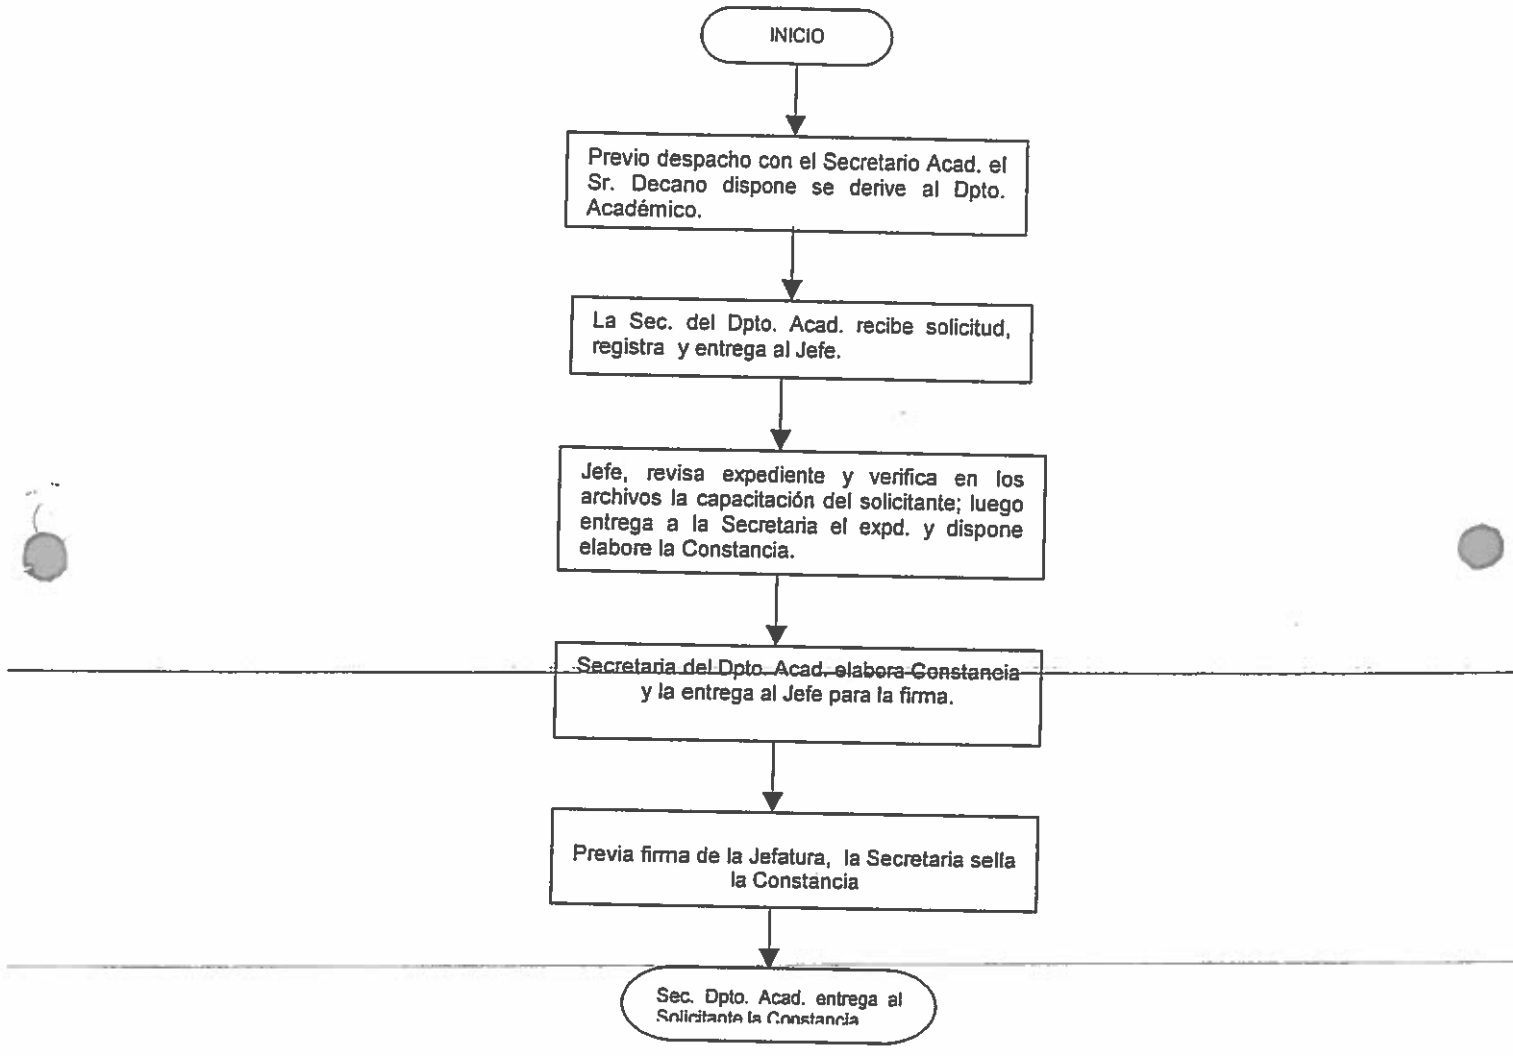 INICIO
Previo despacho con el Secretario Acad. el
Sr. Decano dispone se derive al Dpto.
Académico.
La Sec. del Dpto. Acad. recibe solicitud,
registra y entrega al Jefe.
Jefe, revisa expediente y verifica en los
archivos la capacitación del solicitante; luego
entrega a la Secretaria el expd. y dispone
elabore la Constancia.
Secretaria del Dpto. Acad. elabora Constancia
y la entrega al Jefe para la firma.
Previa firma de la Jefatura, la Secretaria sella
la Constancia
Sec. Dpto. Acad. entrega al
Solicitante la Constancia